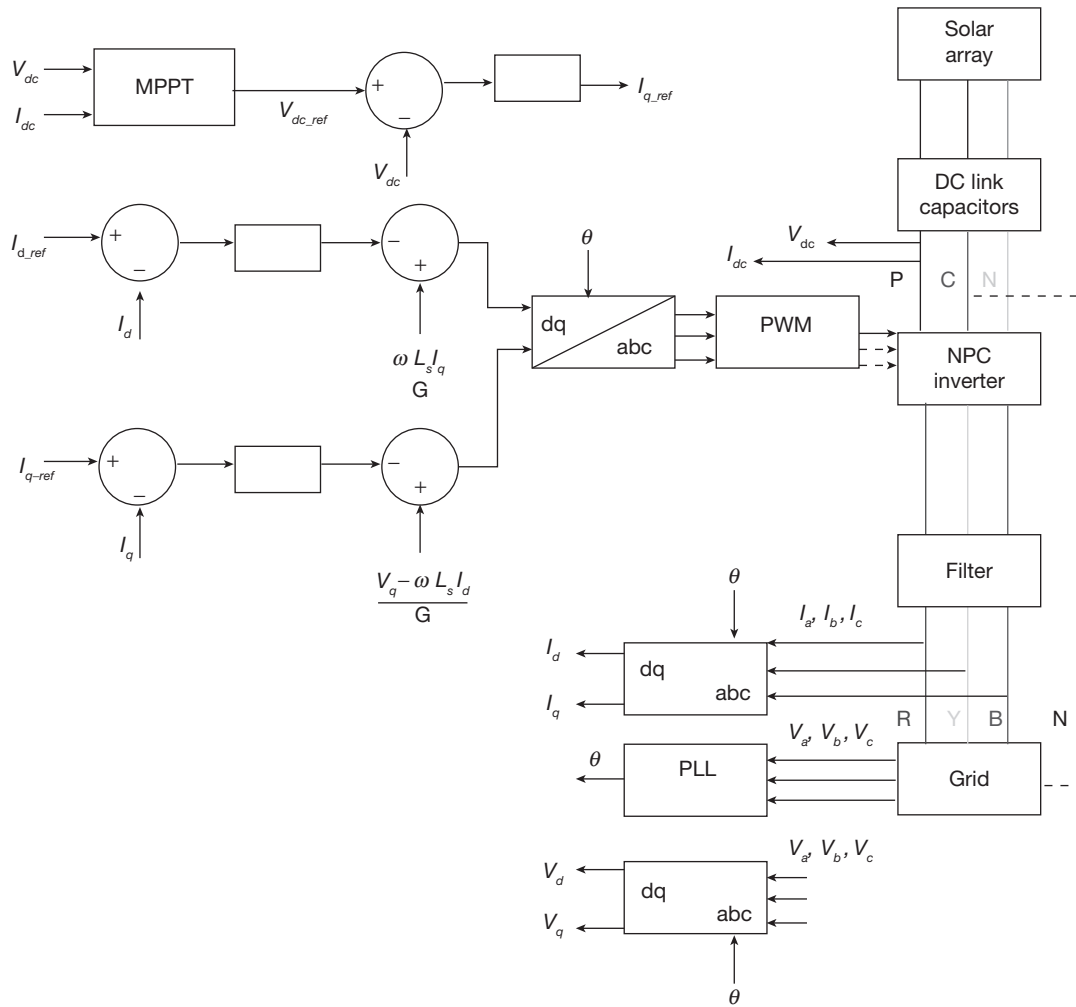 Solar
array
V_dc
MPPT
I_dc
V_dc_ref
+
−
V_dc
I_q_ref
DC link
capacitors
V_dc
I_dc
P C N
I_d_ref
+
−
I_d
−
+
ω L_s I_q
G
θ
dq
abc
PWM
NPC
inverter
I_q–ref
+
−
I_q
−
+
V_q – ω L_s I_d
G
Filter
θ
I_a, I_b, I_c
I_d
dq
I_q
abc
R Y B N
V_a, V_b, V_c
θ
PLL
Grid
V_a, V_b, V_c
V_d
dq
V_q
abc
θ